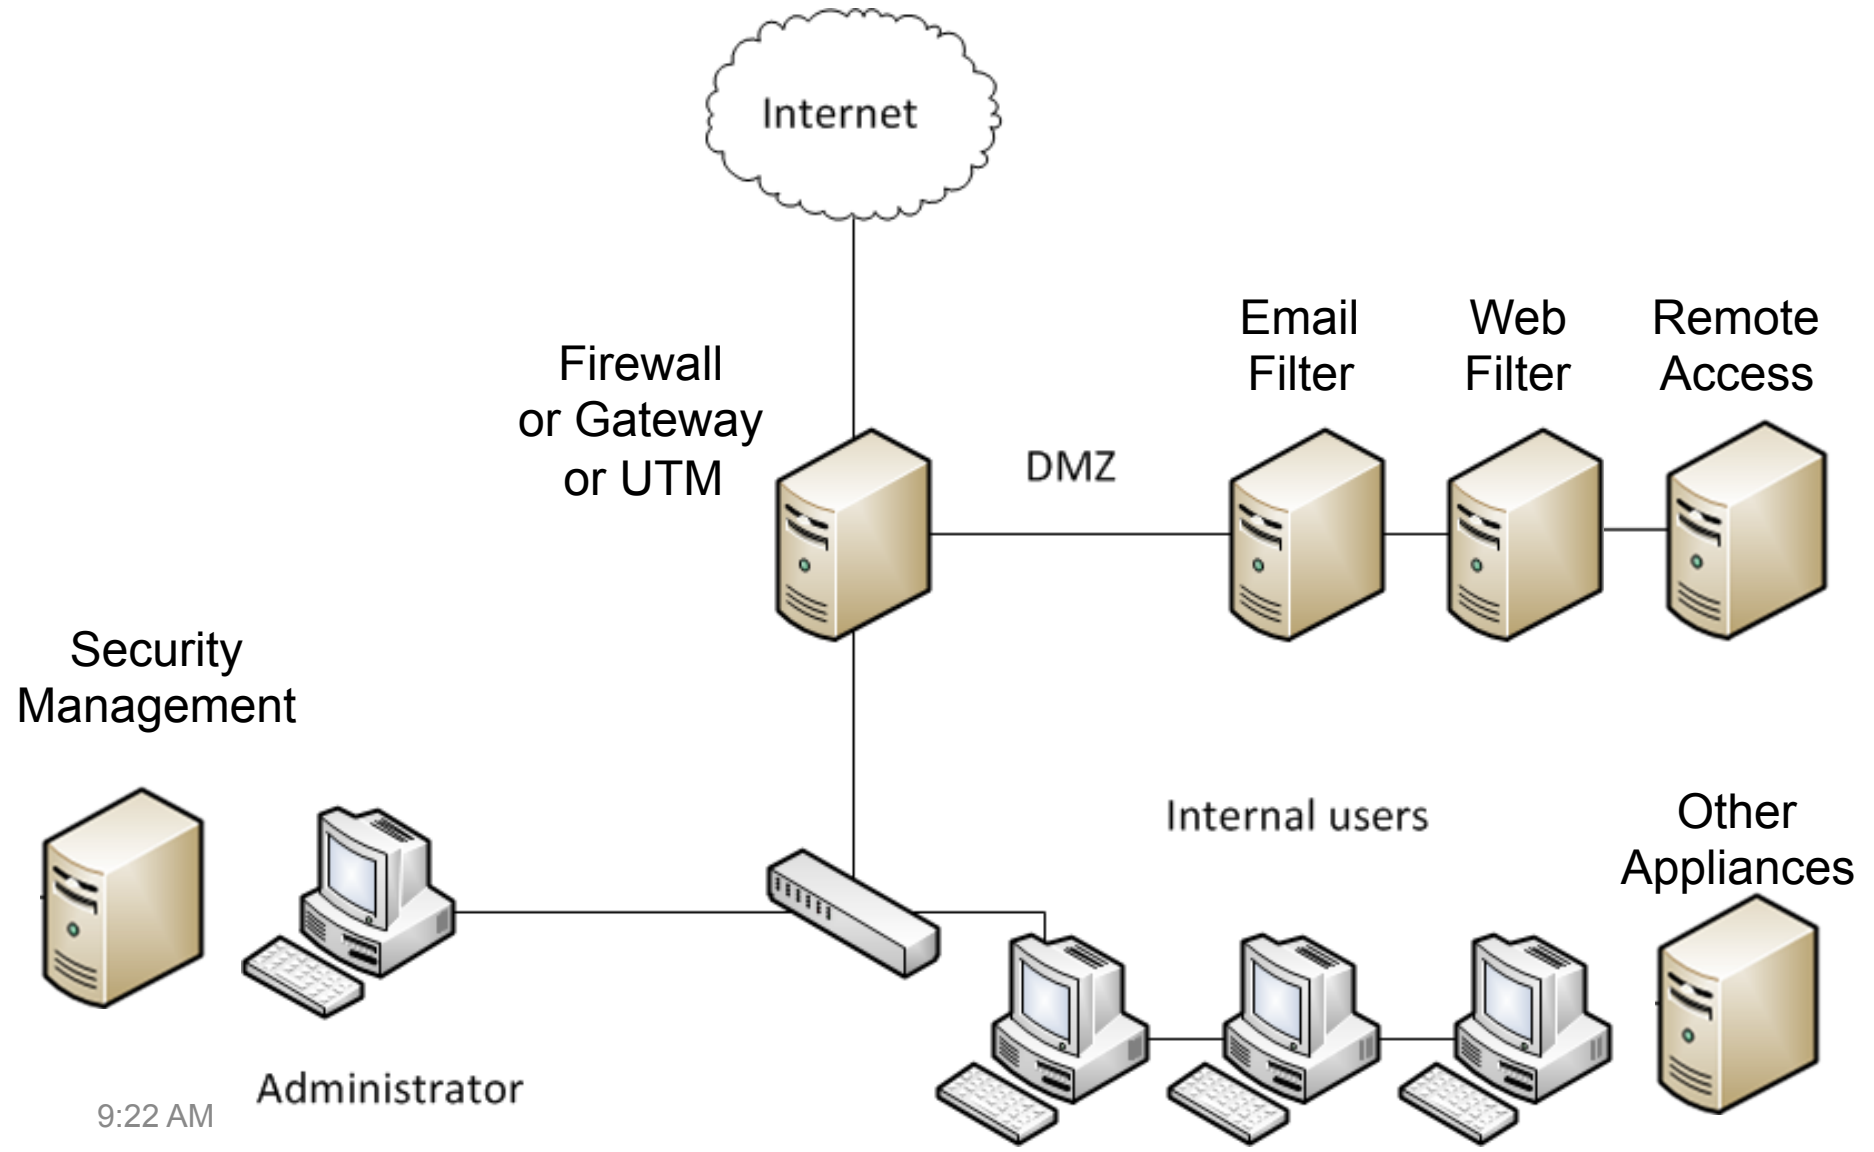 Internet
Firewall
or Gateway
or UTM
DMZ
Email
Filter
Web
Filter
Remote
Access
Security
Management
Internal users
Other
Appliances
Administrator
9:22 AM